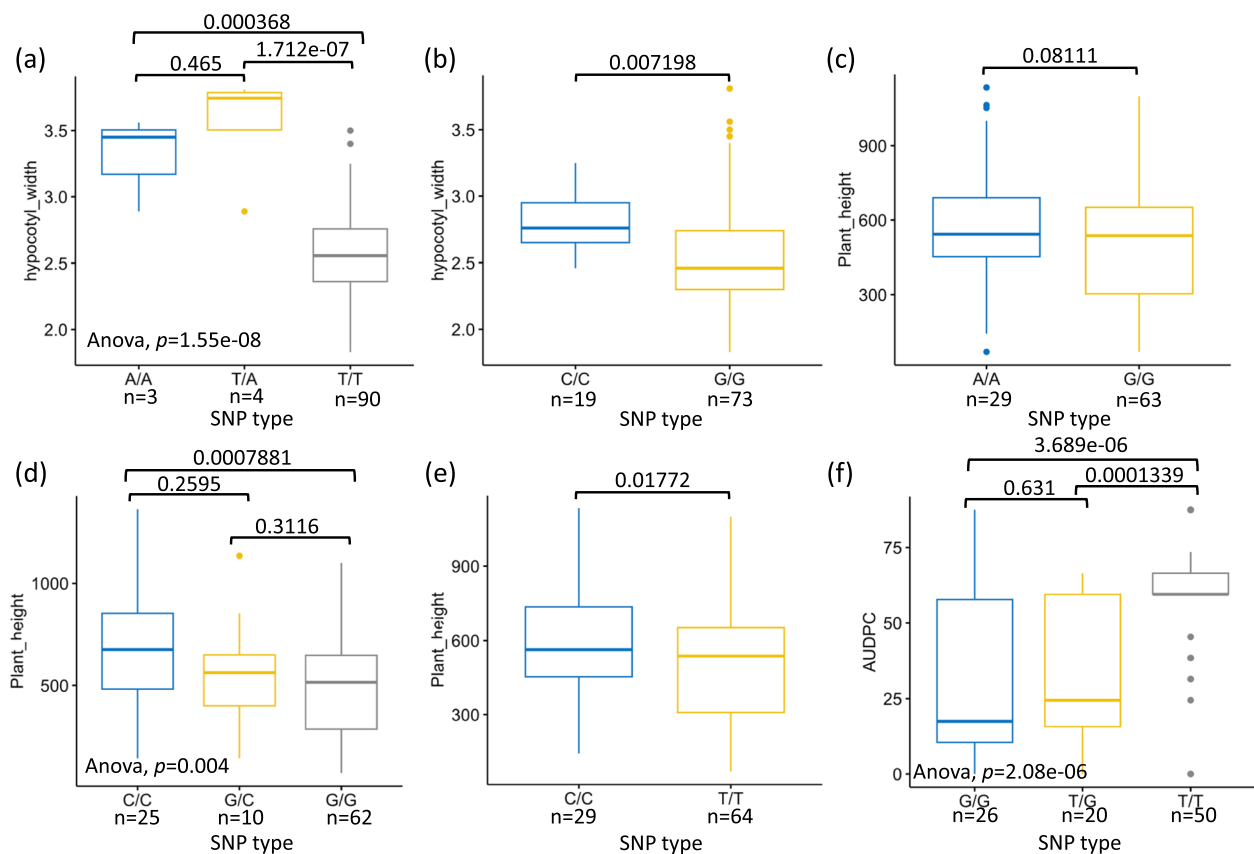 (a)
0.000368
0.465
1.712e-07
hypocotyl_width
3.5
3.0
2.5
2.0
Anova, p=1.55e-08
A/A
T/A
T/T
n=3
n=4
n=90
SNP type
(b)
0.007198
hypocotyl_width
3.5
3.0
2.5
2.0
C/C
G/G
n=19
n=73
SNP type
(c)
0.08111
Plant_height
900
600
300
A/A
G/G
n=29
n=63
SNP type
(d)
0.0007881
0.2595
0.3116
Plant_height
1000
500
Anova, p=0.004
C/C
G/C
G/G
n=25
n=10
n=62
SNP type
(e)
0.01772
Plant_height
900
600
300
C/C
T/T
n=29
n=64
SNP type
(f)
3.689e-06
0.631
0.0001339
AUDPC
75
50
25
0
Anova, p=2.08e-06
G/G
T/G
T/T
n=26
n=20
n=50
SNP type